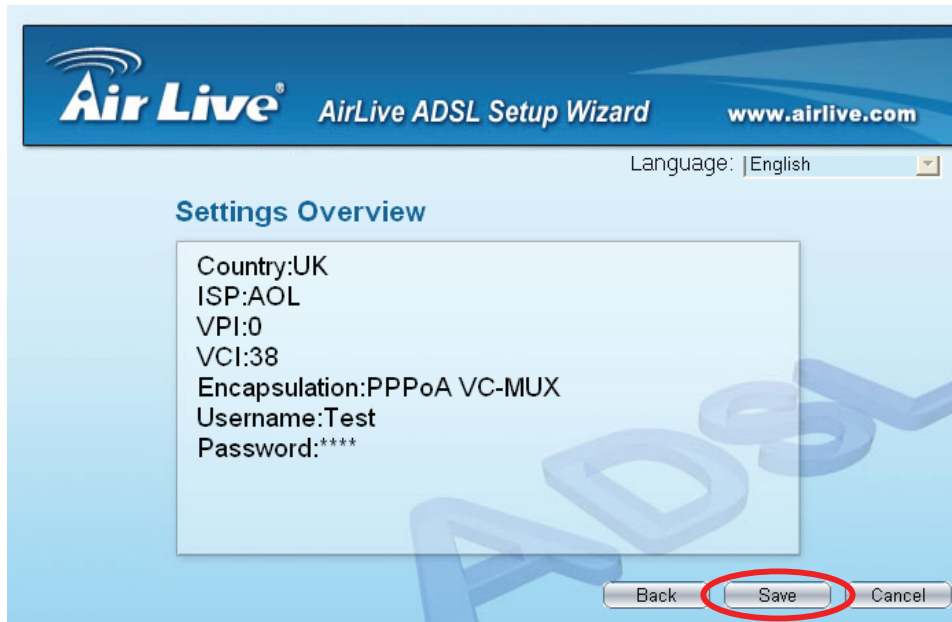 Air Live®
AirLive ADSL Setup Wizard
www.airlive.com
Language: English
Settings Overview
Country:UK
ISP:AOL
VPI:0
VCI:38
Encapsulation:PPPoA VC-MUX
Username:Test
Password:****
ADSL
Back Save Cancel